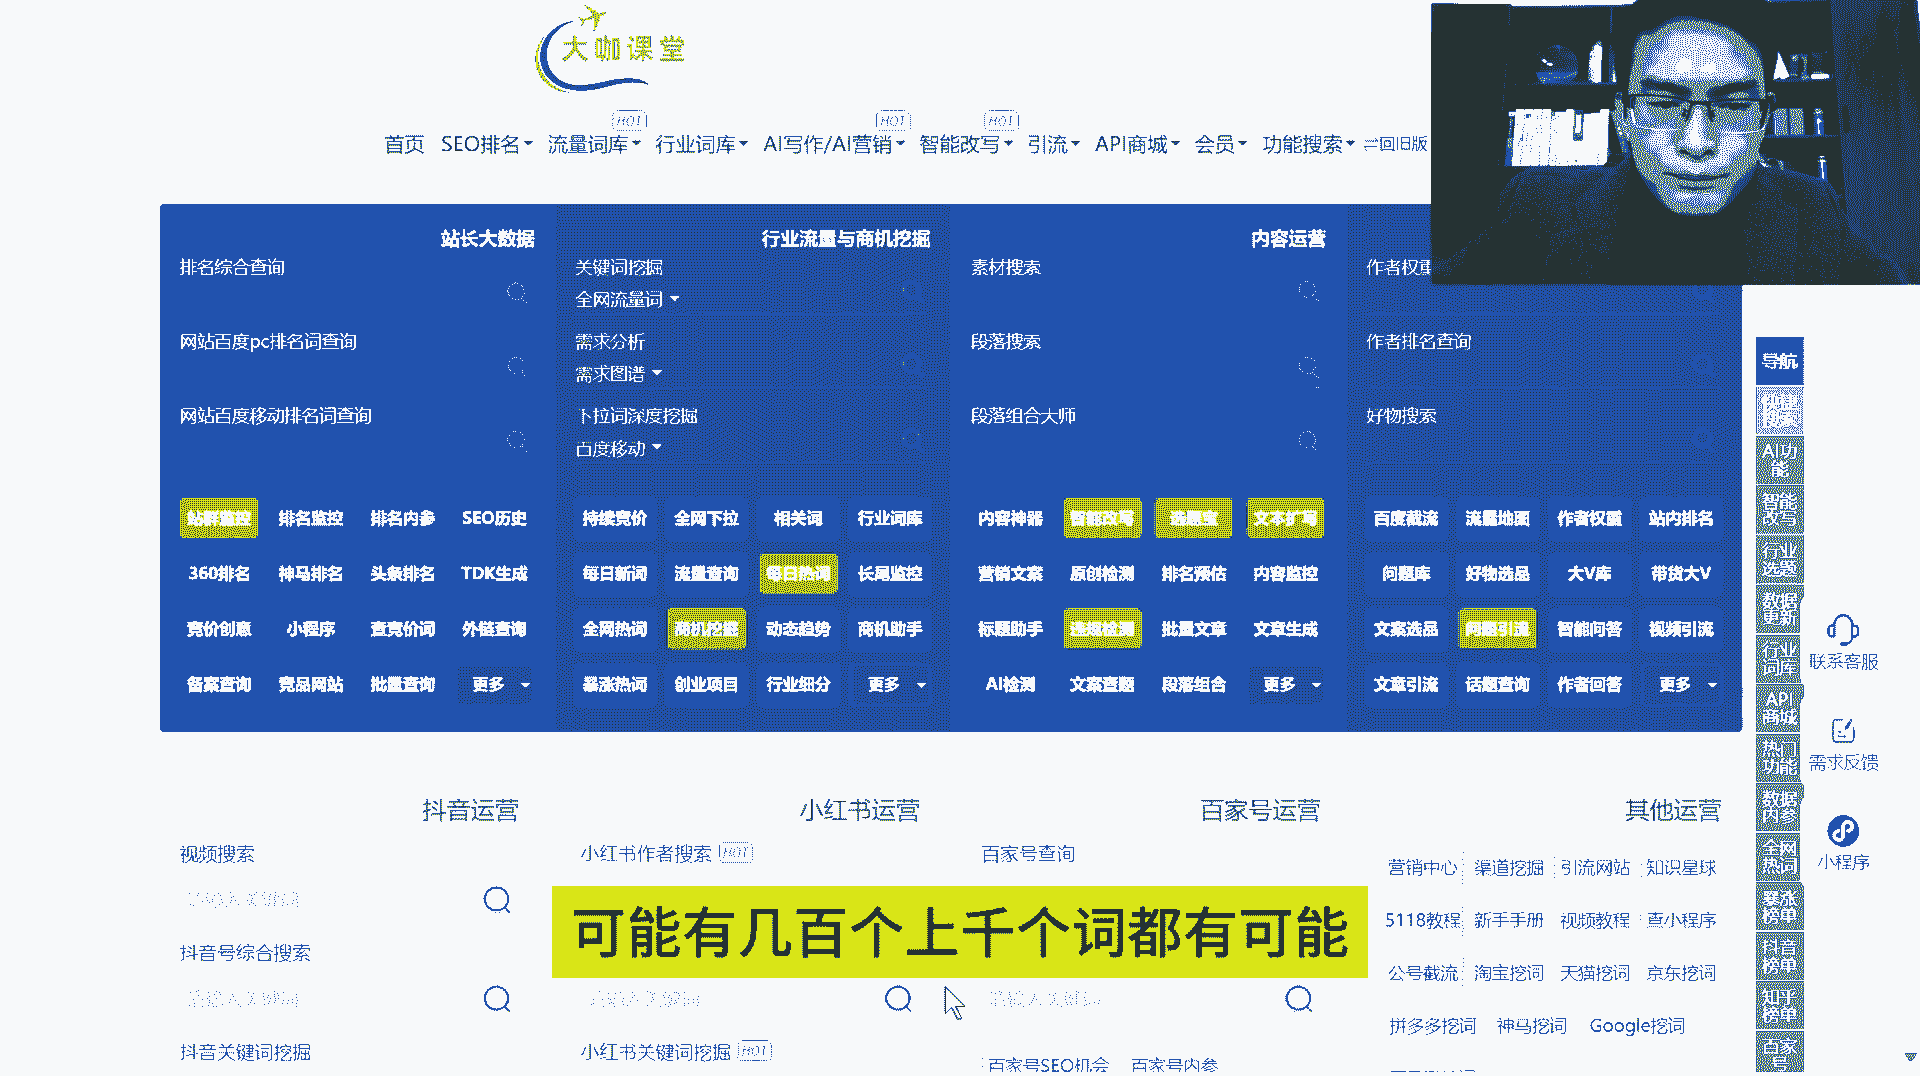 大咖课堂
HOT HOT HOT
首页 SEO排名 流量词库 行业词库 AI写作/AI营销 智能改写 引流 API商城 会员 功能搜索 回旧版
站长大数据 行业流量与商机挖掘 内容运营
排名综合查询 关键词挖掘 素材搜索 作者权重
全网流量词
网站百度pc排名词查询 需求分析 段落搜索 作者排名查询
需求图谱
网站百度移动排名词查询 下拉词深度挖掘 段落组合大师 好物搜索
百度移动
站群监控 排名监控 排名内参 SEO历史 持续竞价 全网下拉 相关词 行业词库 内容神器 智能改写 选题宝 文本扩写 百度截流 流量地图 作者权重 站内排名
360排名 神马排名 头条排名 TDK生成 每日新词 流量查询 每日热词 长尾监控 营销文案 原创检测 排名预估 内容监控 问题库 好物选品 大V库 带货大V
竞价创意 小程序 查竞价词 外链查询 全网热词 商机挖掘 动态趋势 商机助手 标题助手 违规检测 批量文章 文章生成 文案选品 问题引流 智能问答 视频引流
备案查询 竞品网站 批量查询 更多 暴涨热词 创业项目 行业细分 更多 AI检测 文案查题 段落组合 更多 文章引流 话题查询 作者回答 更多
导航
快捷搜索
AI功能
智能改写
行业选题
数据更新
行业词库
API商城
热门功能
数据内参
全网热词
暴涨榜单
抖音榜单
知乎榜单
百家号
联系客服
需求反馈
小程序
抖音运营 小红书运营 百家号运营 其他运营
视频搜索 小红书作者搜索 HOT 百家号查询
营销中心 渠道挖掘 引流网站 知识星球
可能有几百个上千个词都有可能
5118教程 新手手册 视频教程 查小程序
抖音号综合搜索
公号截流 淘宝挖词 天猫挖词 京东挖词
拼多多挖词 神马挖词 Google挖词
抖音关键词挖掘 小红书关键词挖掘 HOT 百家号SEO机会 百家号内参